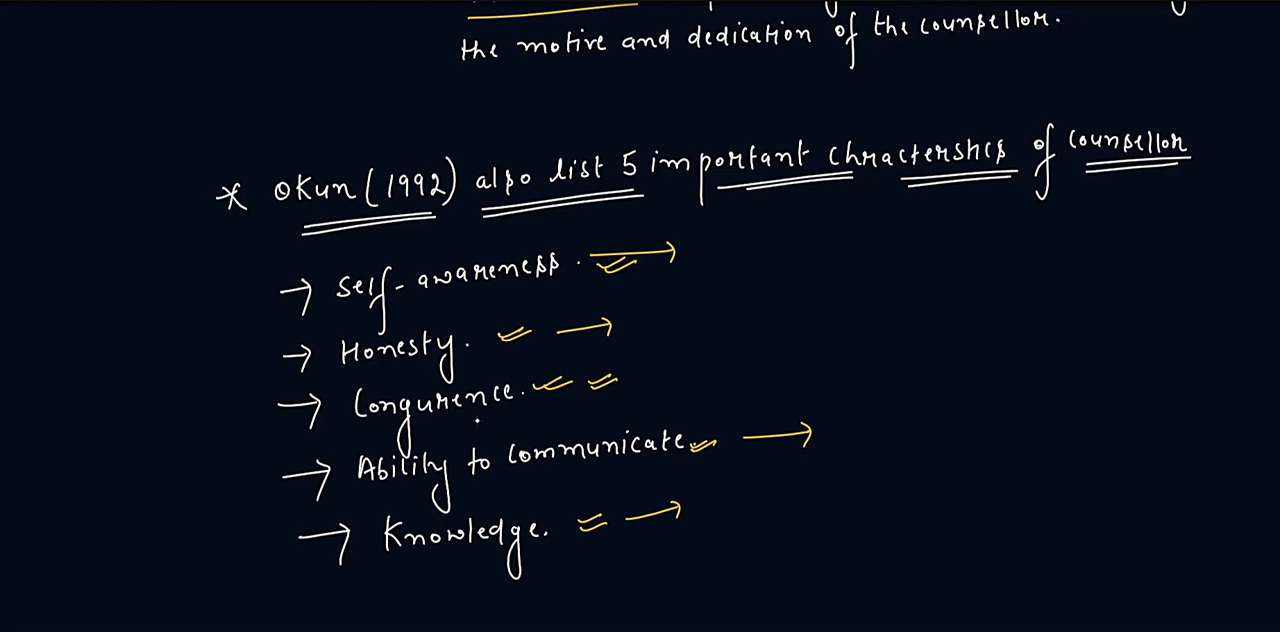 the motive and dedication of the counsellor.
* Okun (1992) also list 5 important chracterstics of counsellor
→ Self-awareness.
→ Honesty.
→ Congurence.
→ Ability to communicate.
→ Knowledge.